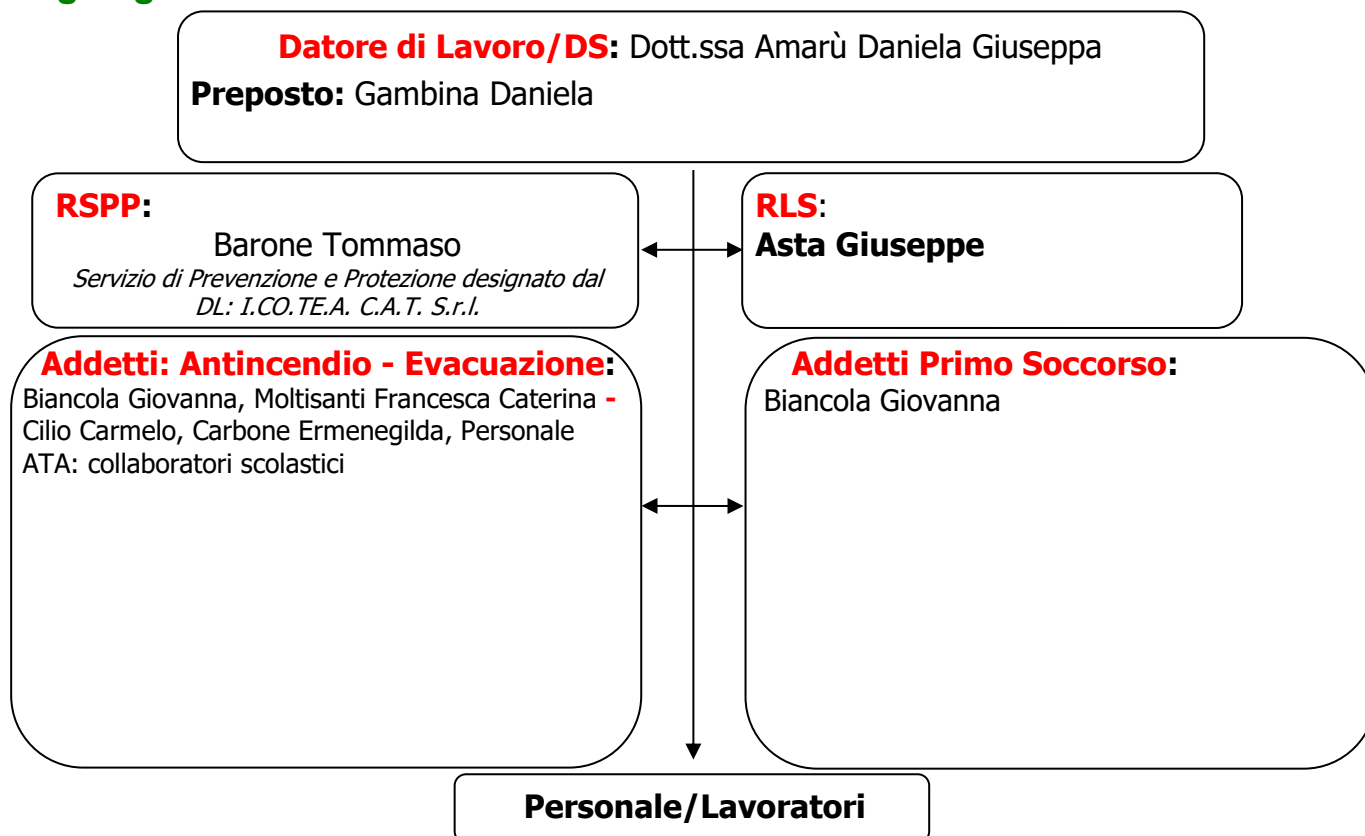 Datore di Lavoro/DS: Dott.ssa Amarù Daniela Giuseppa
Preposto: Gambina Daniela
RSPP:
Barone Tommaso
Servizio di Prevenzione e Protezione designato dal
DL: I.CO.TE.A. C.A.T. S.r.l.
RLS:
Asta Giuseppe
Addetti: Antincendio - Evacuazione:
Biancola Giovanna, Moltisanti Francesca Caterina -
Cilio Carmelo, Carbone Ermenegilda, Personale
ATA: collaboratori scolastici
Addetti Primo Soccorso:
Biancola Giovanna
Personale/Lavoratori